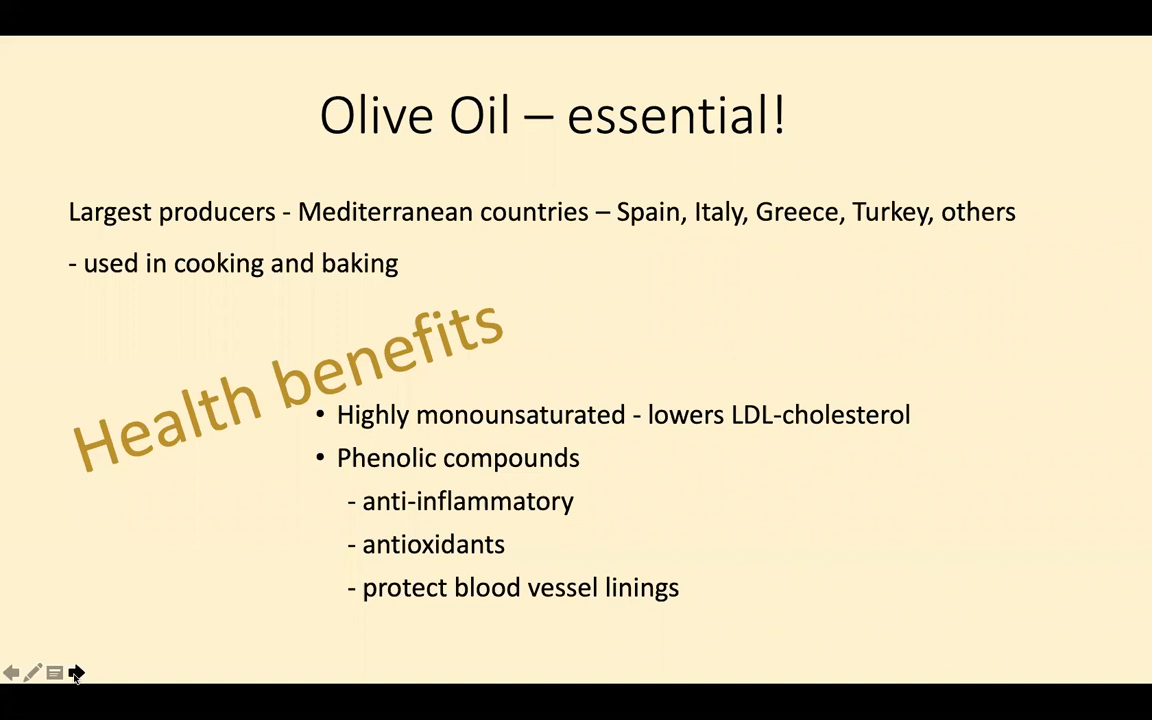 Olive Oil – essential!
Largest producers - Mediterranean countries – Spain, Italy, Greece, Turkey, others
- used in cooking and baking
Health benefits
• Highly monounsaturated - lowers LDL-cholesterol
• Phenolic compounds
- anti-inflammatory
- antioxidants
- protect blood vessel linings